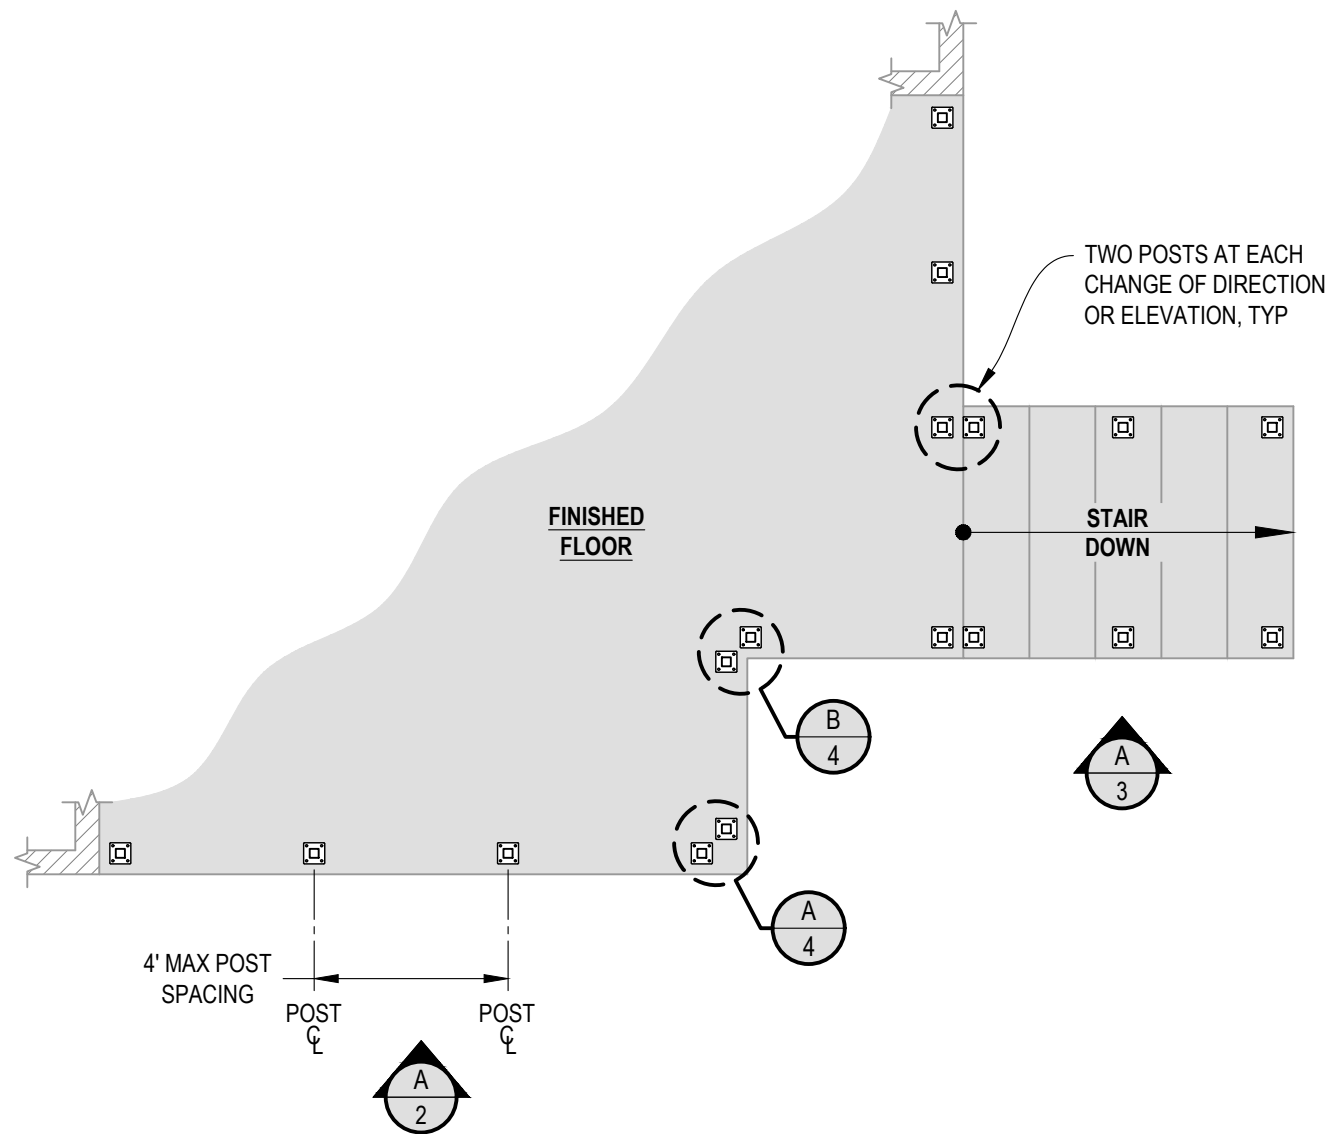 TWO POSTS AT EACH
CHANGE OF DIRECTION
OR ELEVATION, TYP
FINISHED
FLOOR
STAIR
DOWN
B
4
A
3
A
4
4' MAX POST
SPACING
POST
℄
POST
℄
A
2